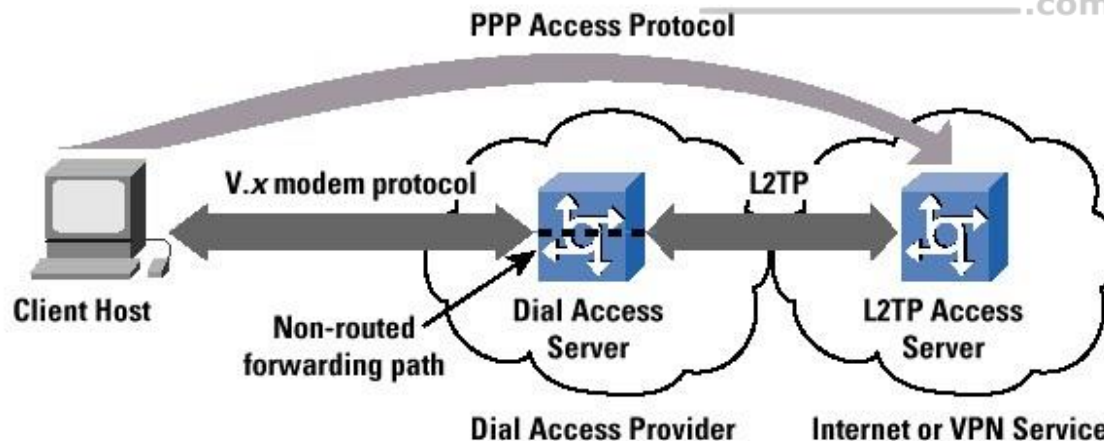 .com
PPP Access Protocol
V.x modem protocol
L2TP
Client Host
Non-routed
forwarding path
Dial Access
Server
L2TP Access
Server
Dial Access Provider
Internet or VPN Service